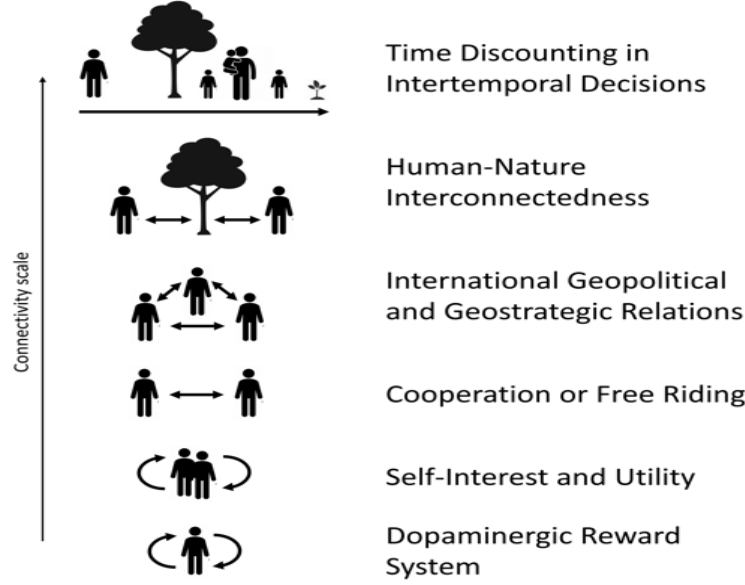 Time Discounting in
Intertemporal Decisions
Human-Nature
Interconnectedness
International Geopolitical
and Geostrategic Relations
Cooperation or Free Riding
Self-Interest and Utility
Dopaminergic Reward
System
Connectivity scale